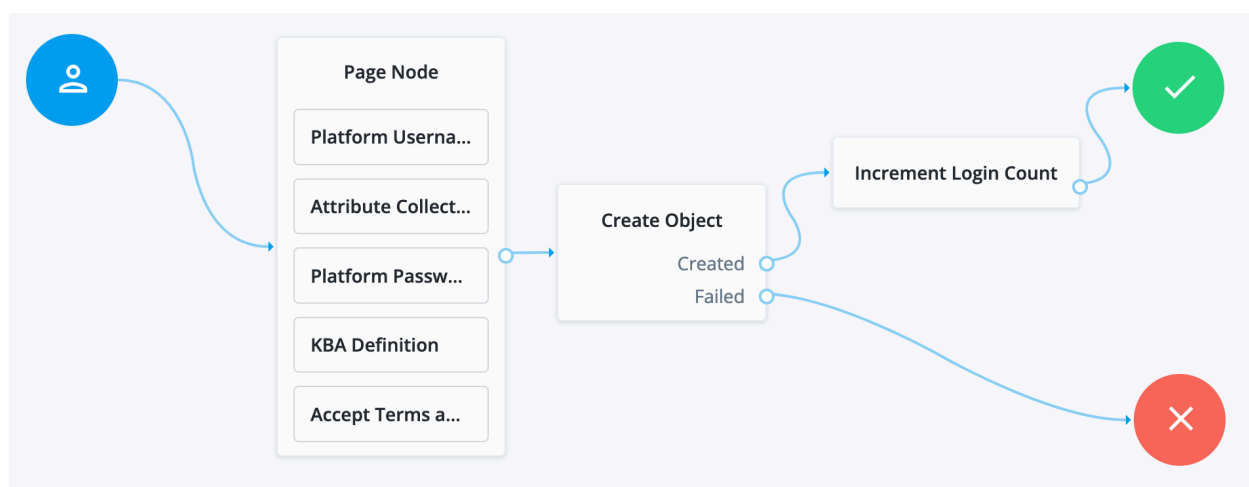 Page Node
Platform Userna...
Attribute Collect...
Platform Passw...
KBA Definition
Accept Terms a...
Create Object
Created
Failed
Increment Login Count